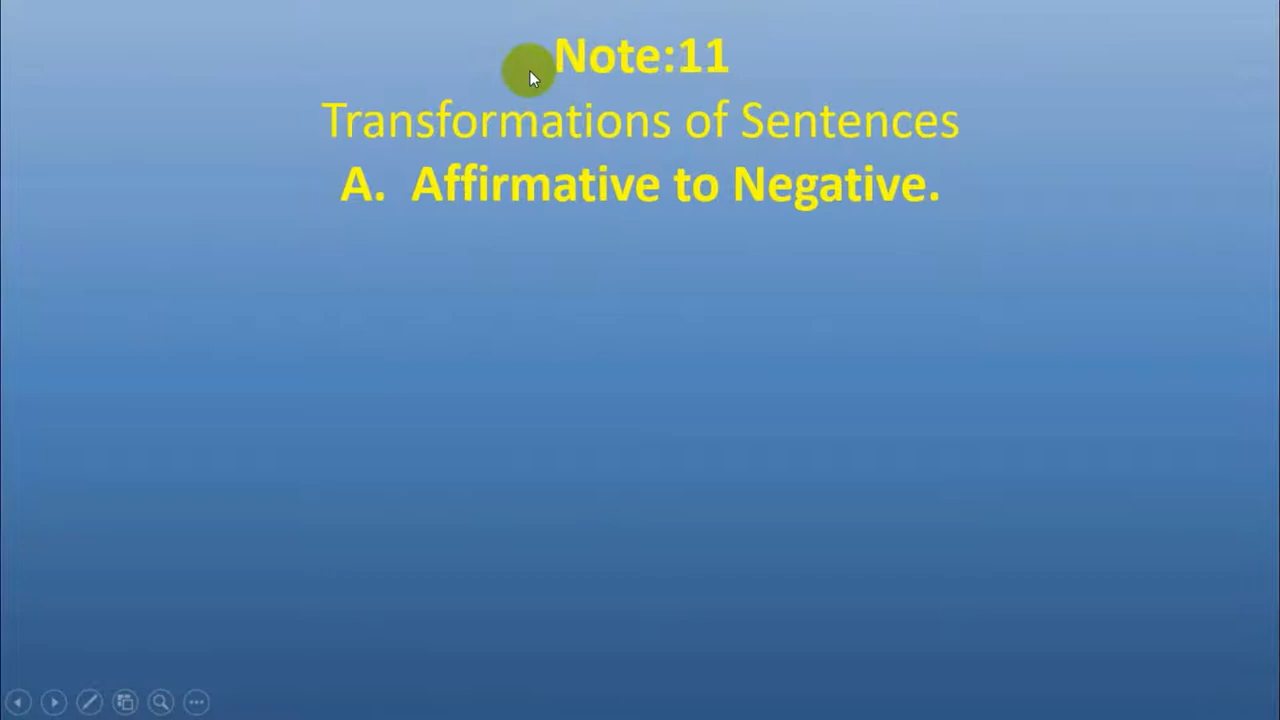 Note:11
Transformations of Sentences
A. Affirmative to Negative.